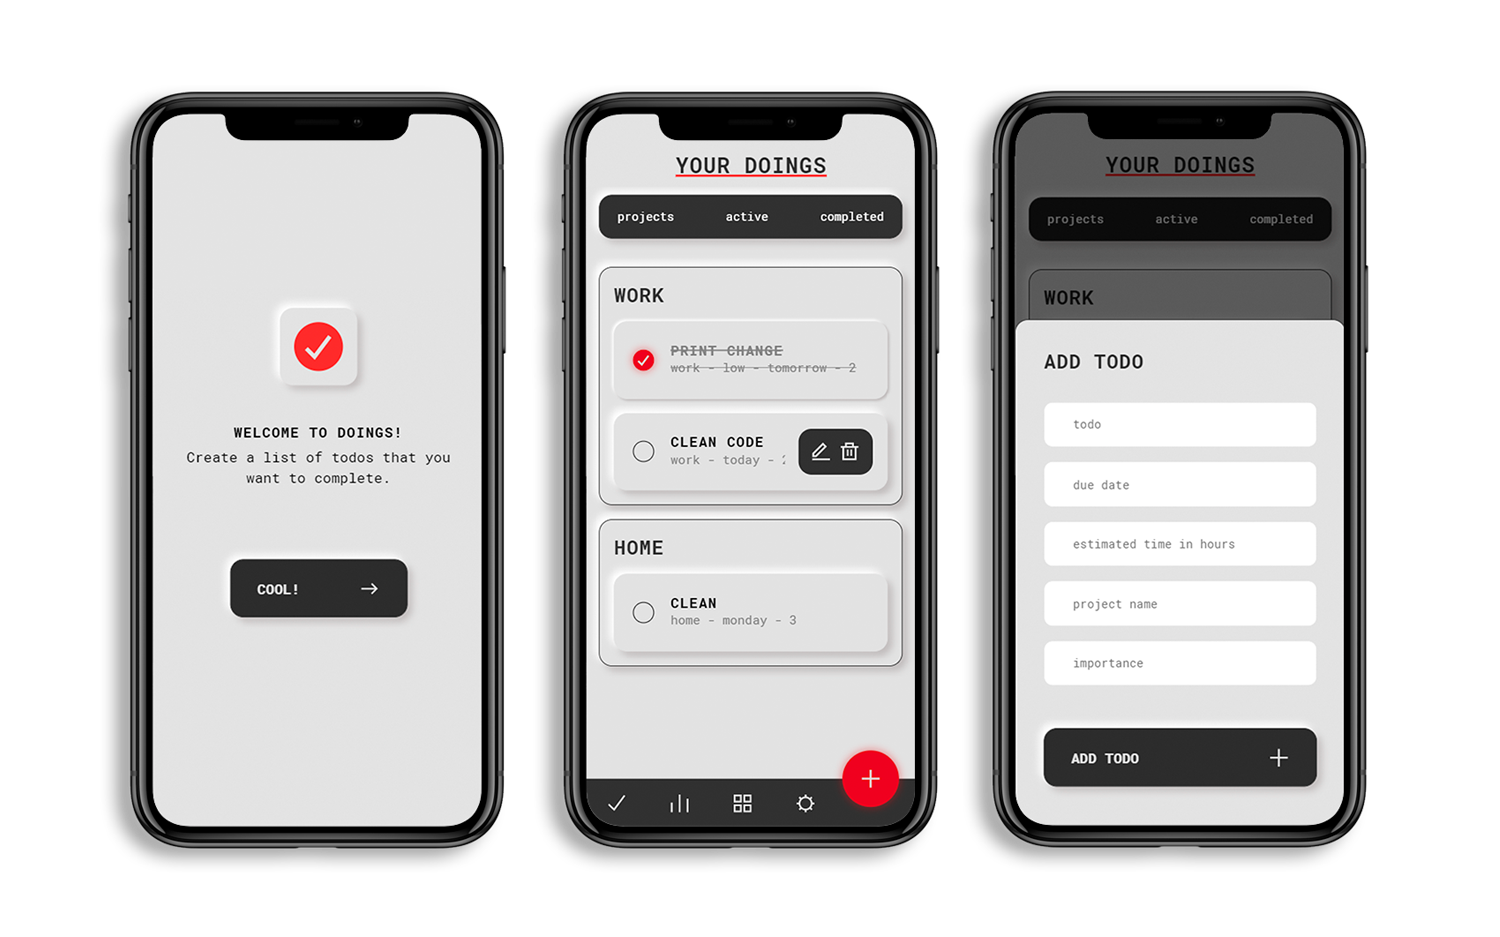 WELCOME TO DOINGS!
Create a list of todos that you
want to complete.
COOL!
YOUR DOINGS
projects active completed
WORK
PRINT CHANGE
work - low - tomorrow - 2
CLEAN CODE
work - today -
HOME
CLEAN
home - monday - 3
YOUR DOINGS
projects active completed
WORK
ADD TODO
todo
due date
estimated time in hours
project name
importance
ADD TODO